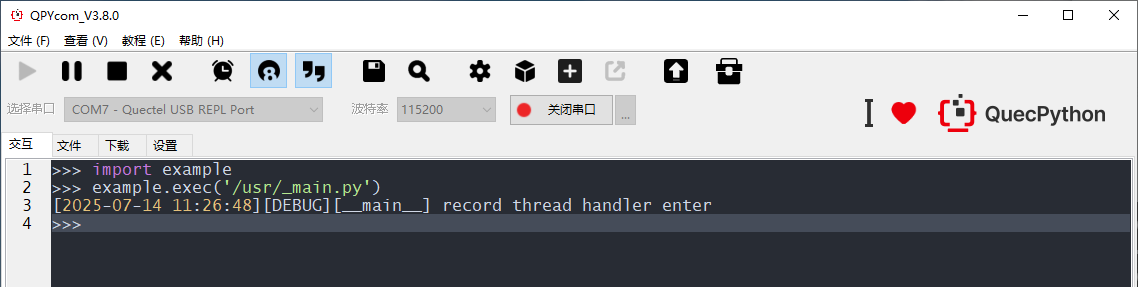 QPYcom_V3.8.0
文件 (F) 查看 (V) 教程 (E) 帮助 (H)
选择串口 COM7 - Quectel USB REPL Port 波特率 115200 关闭串口 ...
I QuecPython
交互 文件 下载 设置
1 >>> import example
2 >>> example.exec('/usr/_main.py')
3 [2025-07-14 11:26:48][DEBUG][__main__] record thread handler enter
4 >>>